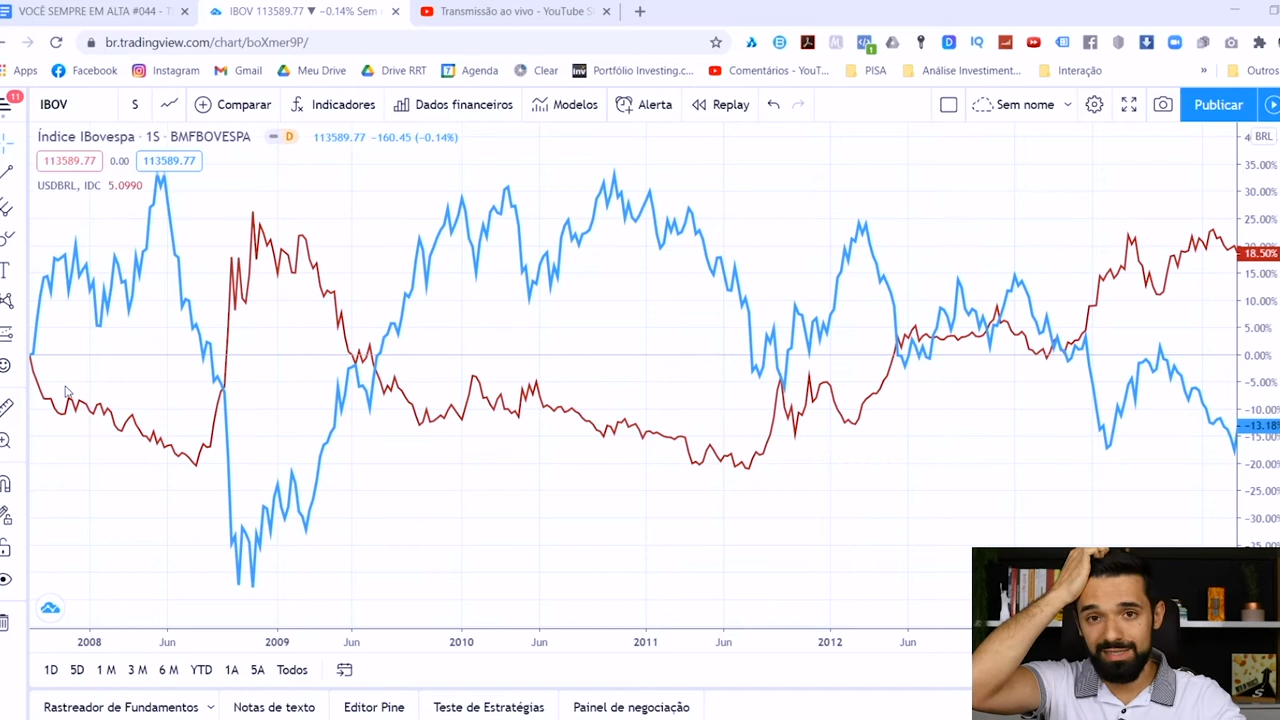 VOCÊ SEMPRE EM ALTA #044 - T
IBOV 113589.77 ▼ −0.14% Sem
Transmissão ao vivo - YouTube S
br.tradingview.com/chart/boXmer9P/
Apps
Facebook
Instagram
Gmail
Meu Drive
Drive RRT
Agenda
Clear
Portfólio Investing.c...
Comentários - YouT...
PISA
Análise Investiment...
Interação
»
Outros
11
IBOV
S
Comparar
Indicadores
Dados financeiros
Modelos
Alerta
Replay
Sem nome
Publicar
Índice IBovespa · 1S · BMFBOVESPA
D
113589.77 −160.45 (−0.14%)
BRL
113589.77 0.00 113589.77
USDBRL, IDC 5.0990
35.00%
30.00%
25.00%
20.00%
18.50%
15.00%
10.00%
5.00%
0.00%
−5.00%
−10.00%
−13.18%
−15.00%
−20.00%
−25.00%
−30.00%
2008 Jun 2009 Jun 2010 Jun 2011 Jun 2012 Jun
1D 5D 1 M 3 M 6 M YTD 1A 5A Todos
Rastreador de Fundamentos
Notas de texto
Editor Pine
Teste de Estratégias
Painel de negociação